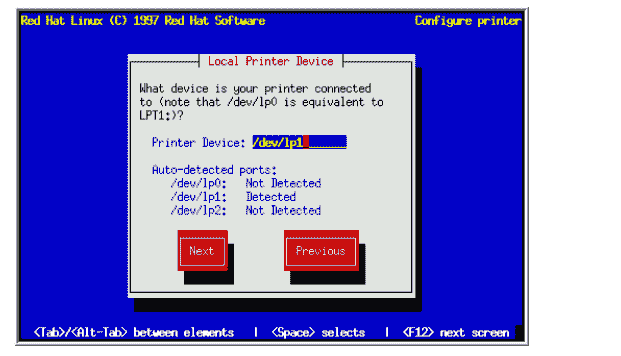 Red Hat Linux (C) 1997 Red Hat Software Configure printer
Local Printer Device
What device is your printer connected
to (note that /dev/lp0 is equivalent to
LPT1:)?
Printer Device: /dev/lp1
Auto-detected ports:
/dev/lp0: Not Detected
/dev/lp1: Detected
/dev/lp2: Not Detected
Next Previous
<Tab>/<Alt-Tab> between elements | <Space> selects | <F12> next screen